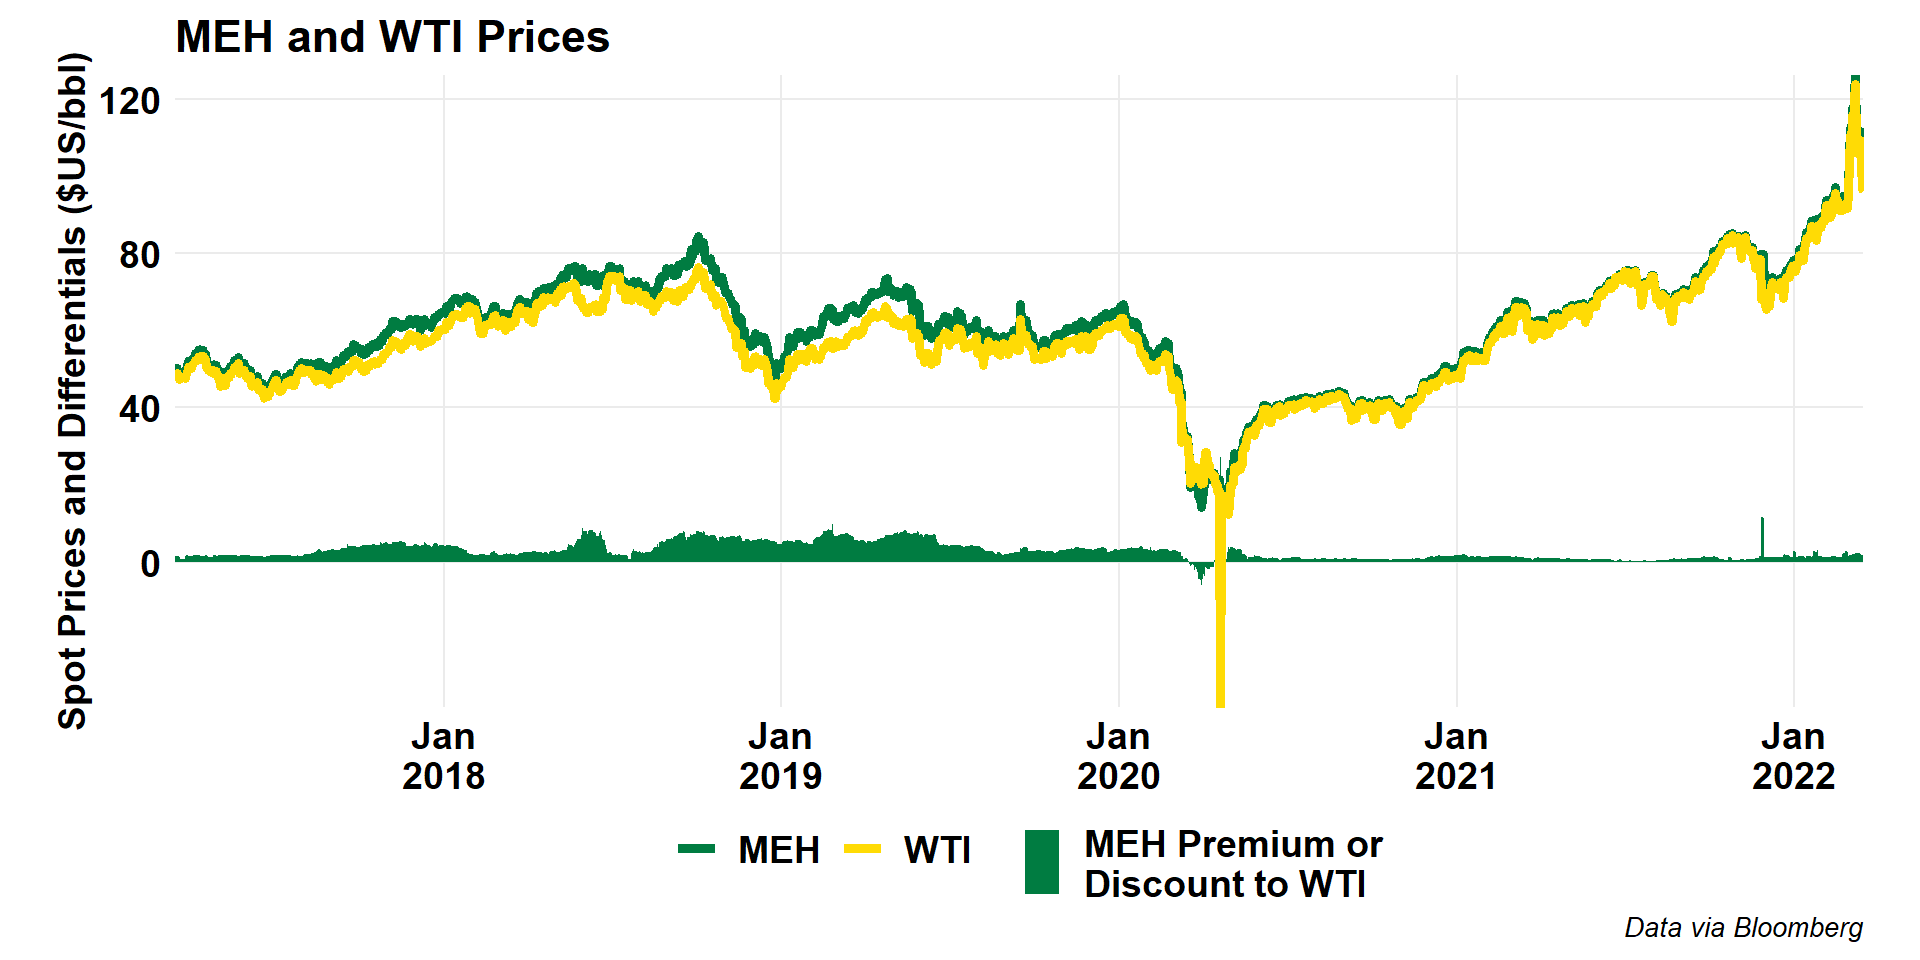 MEH and WTI Prices
Spot Prices and Differentials ($US/bbl)
120
80
40
0
Jan
2018
Jan
2019
Jan
2020
Jan
2021
Jan
2022
MEH
WTI
MEH Premium or
Discount to WTI
Data via Bloomberg